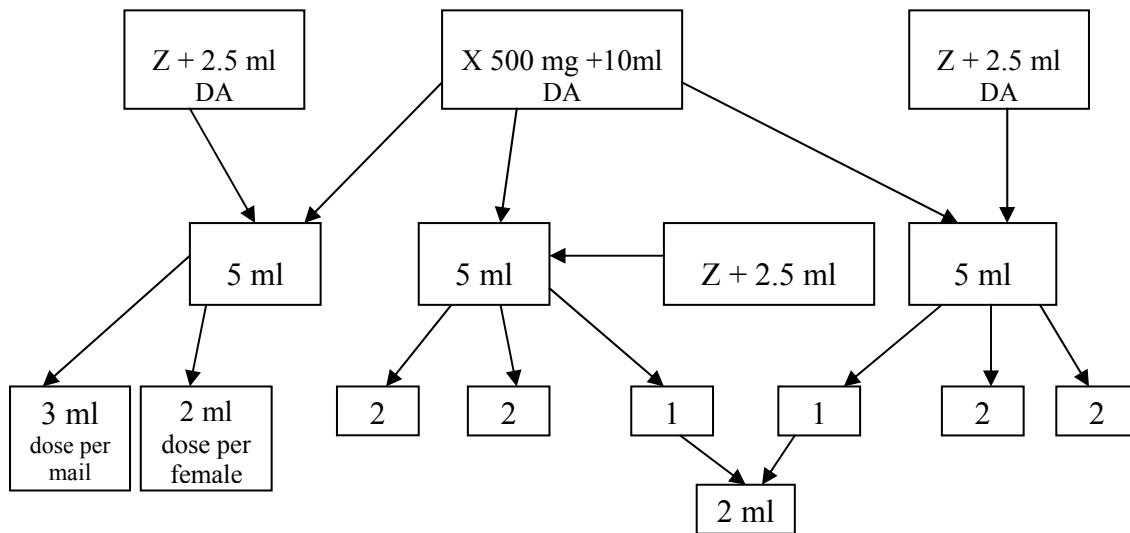 Z + 2.5 ml
DA
X 500 mg +10ml
DA
Z + 2.5 ml
DA
5 ml
5 ml
Z + 2.5 ml
5 ml
3 ml
dose per
mail
2 ml
dose per
female
2
2
1
1
2
2
2 ml